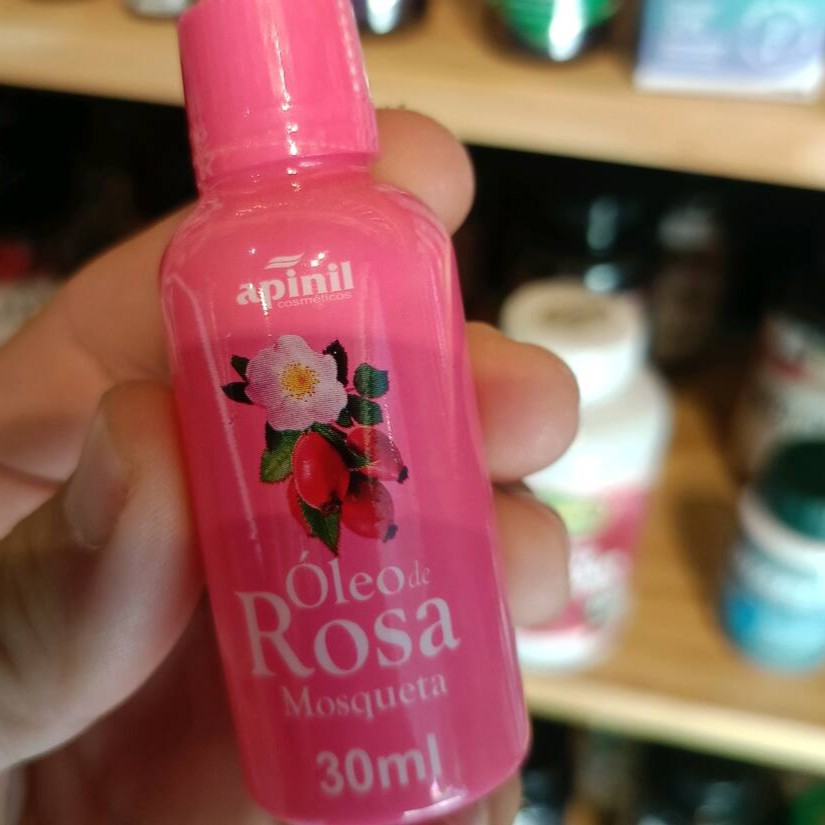 apinil
cosméticos
Óleo de
Rosa
Mosqueta
30ml